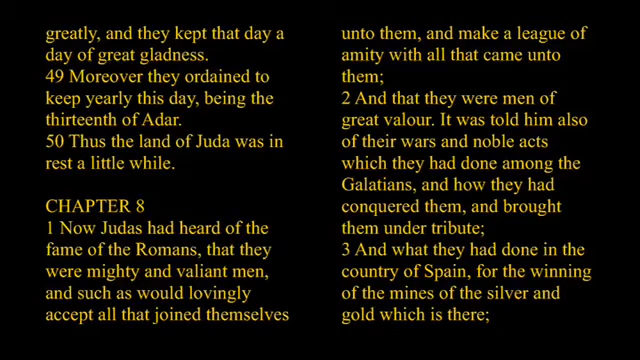 greatly, and they kept that day a
day of great gladness.
49 Moreover they ordained to
keep yearly this day, being the
thirteenth of Adar.
50 Thus the land of Juda was in
rest a little while.
CHAPTER 8
1 Now Judas had heard of the
fame of the Romans, that they
were mighty and valiant men,
and such as would lovingly
accept all that joined themselves
unto them, and make a league of
amity with all that came unto
them;
2 And that they were men of
great valour. It was told him also
of their wars and noble acts
which they had done among the
Galatians, and how they had
conquered them, and brought
them under tribute;
3 And what they had done in the
country of Spain, for the winning
of the mines of the silver and
gold which is there;